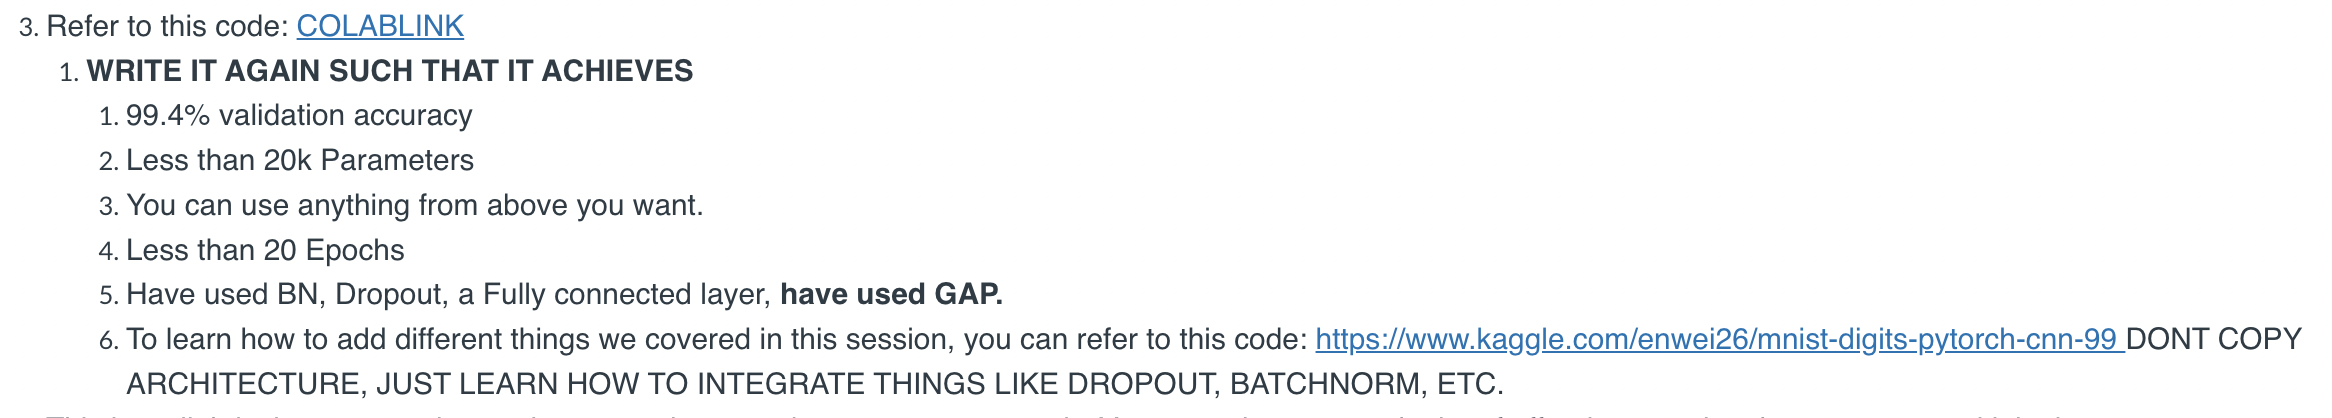 3. Refer to this code: COLABLINK
1. WRITE IT AGAIN SUCH THAT IT ACHIEVES
1. 99.4% validation accuracy
2. Less than 20k Parameters
3. You can use anything from above you want.
4. Less than 20 Epochs
5. Have used BN, Dropout, a Fully connected layer, have used GAP.
6. To learn how to add different things we covered in this session, you can refer to this code: https://www.kaggle.com/enwei26/mnist-digits-pytorch-cnn-99 DONT COPY
ARCHITECTURE, JUST LEARN HOW TO INTEGRATE THINGS LIKE DROPOUT, BATCHNORM, ETC.